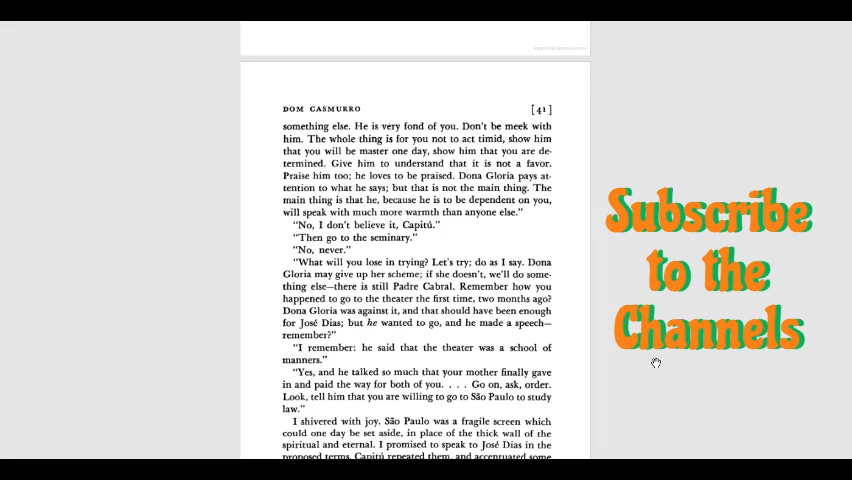 DOM CASMURRO [41]
something else. He is very fond of you. Don't be meek with
him. The whole thing is for you not to act timid, show him
that you will be master one day, show him that you are de-
termined. Give him to understand that it is not a favor.
Praise him too; he loves to be praised. Dona Gloria pays at-
tention to what he says; but that is not the main thing. The
main thing is that he, because he is to be dependent on you,
will speak with much more warmth than anyone else."
"No, I don't believe it, Capitú."
"Then go to the seminary."
"No, never."
"What will you lose in trying? Let's try; do as I say. Dona
Gloria may give up her scheme; if she doesn't, we'll do some-
thing else—there is still Padre Cabral. Remember how you
happened to go to the theater the first time, two months ago?
Dona Gloria was against it, and that should have been enough
for José Dias; but he wanted to go, and he made a speech—
remember?"
"I remember: he said that the theater was a school of
manners."
"Yes, and he talked so much that your mother finally gave
in and paid the way for both of you. . . . Go on, ask, order.
Look, tell him that you are willing to go to São Paulo to study
law."
I shivered with joy. São Paulo was a fragile screen which
could one day be set aside, in place of the thick wall of the
spiritual and eternal. I promised to speak to José Dias in the
proposed terms. Capitú repeated them, and accentuated some
Subscribe
to the
Channels